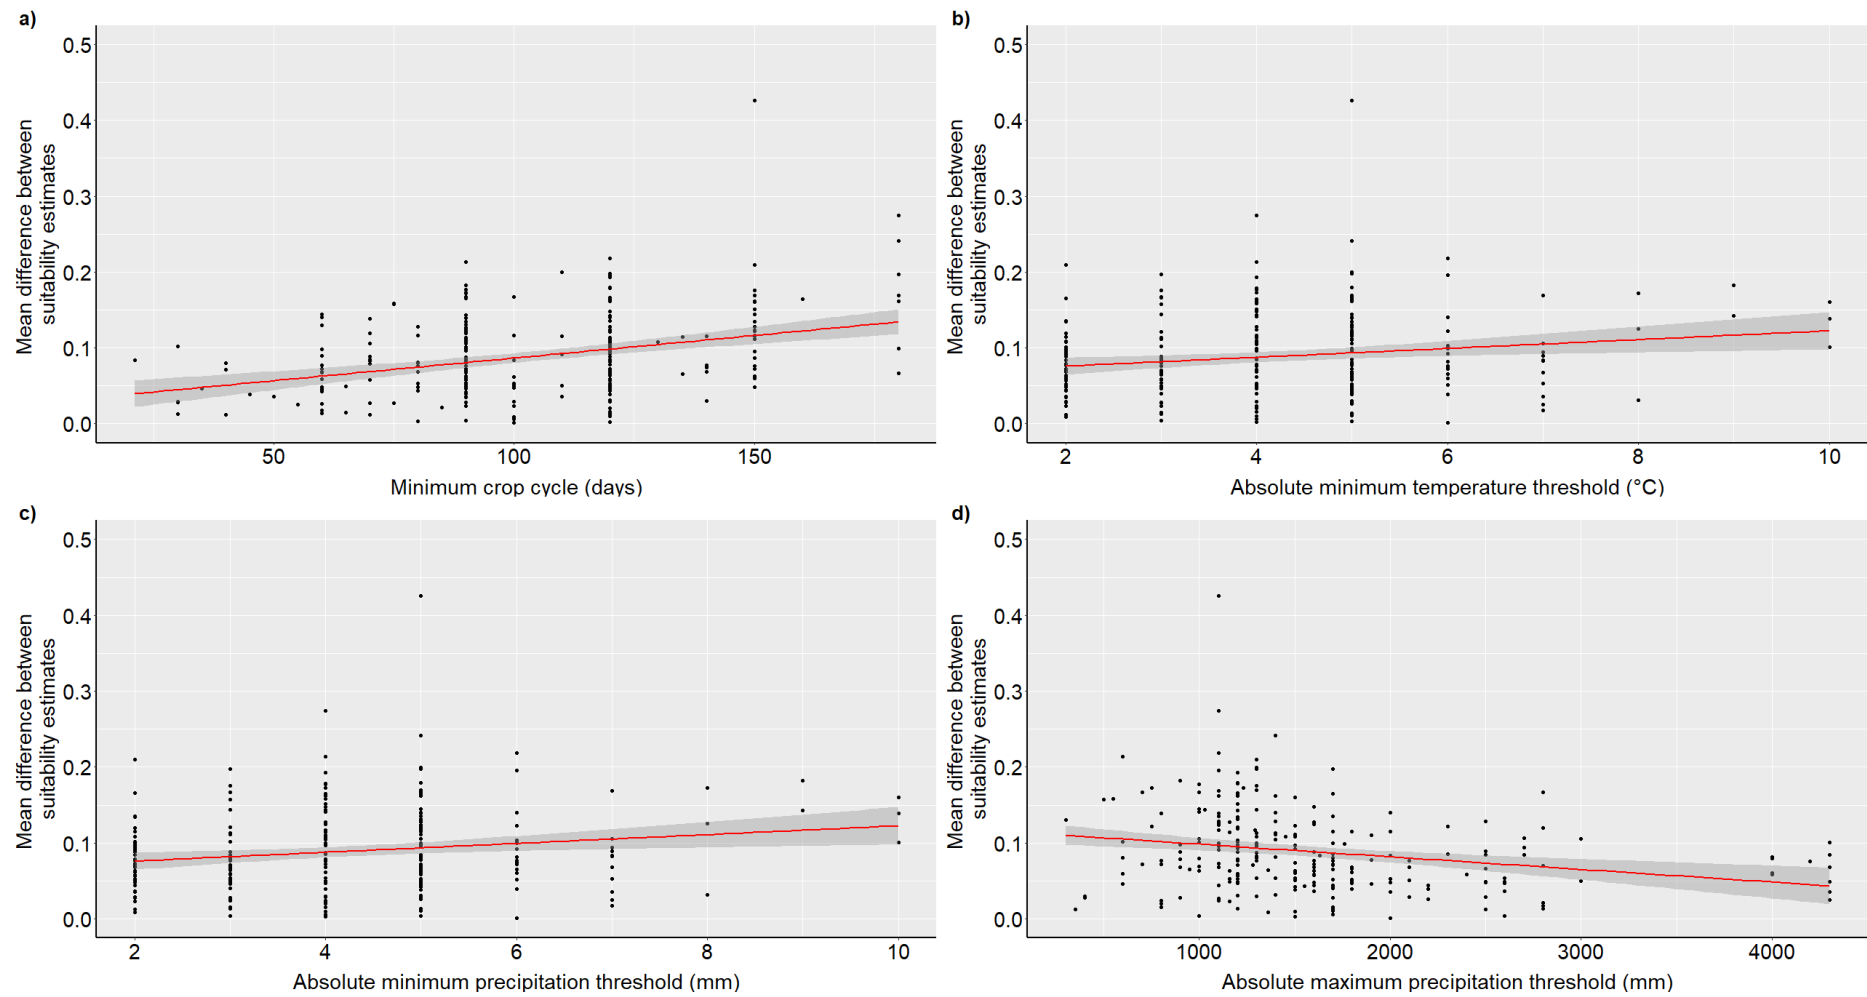 a)
0.5
0.4
0.3
0.2
0.1
0.0
Mean difference between
suitability estimates
50
100
150
Minimum crop cycle (days)
b)
0.5
0.4
0.3
0.2
0.1
0.0
Mean difference between
suitability estimates
2
4
6
8
10
Absolute minimum temperature threshold (°C)
c)
0.5
0.4
0.3
0.2
0.1
0.0
Mean difference between
suitability estimates
2
4
6
8
10
Absolute minimum precipitation threshold (mm)
d)
0.5
0.4
0.3
0.2
0.1
0.0
Mean difference between
suitability estimates
1000
2000
3000
4000
Absolute maximum precipitation threshold (mm)